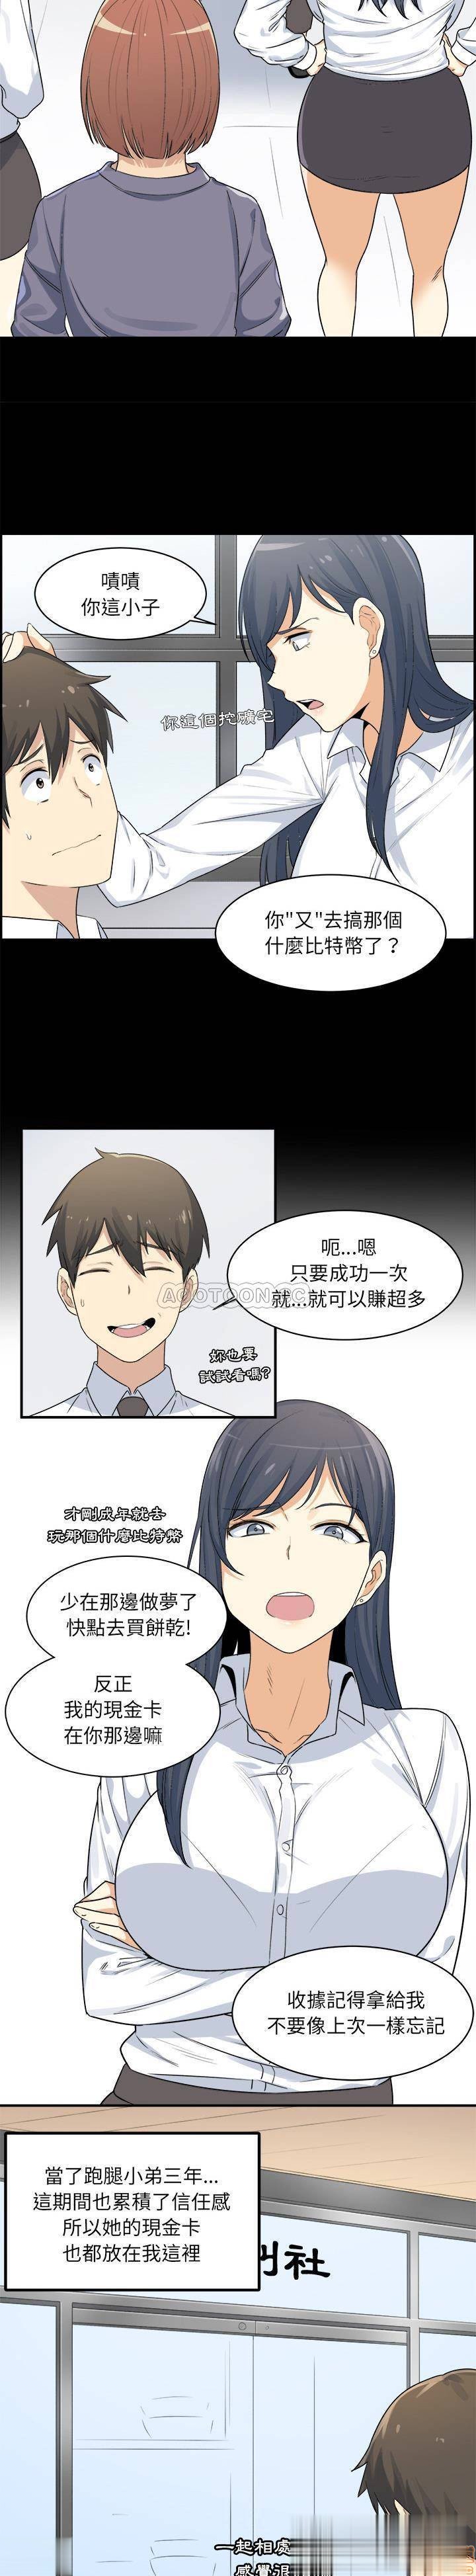 嘖嘖
你這小子
你這個挖礦宅
你"又"去搞那個
什麼比特幣了？
呃...嗯
只要成功一次
就...就可以賺超多
妳也要
試試看嗎？
才剛成年就去
玩那個什麼比特幣
少在那邊做夢了
快點去買餅乾!
反正
我的現金卡
在你那邊嘛
收據記得拿給我
不要像上次一樣忘記
當了跑腿小弟三年...
這期間也累積了信任感
所以她的現金卡
也都放在我這裡
社
一起相處
感覺還